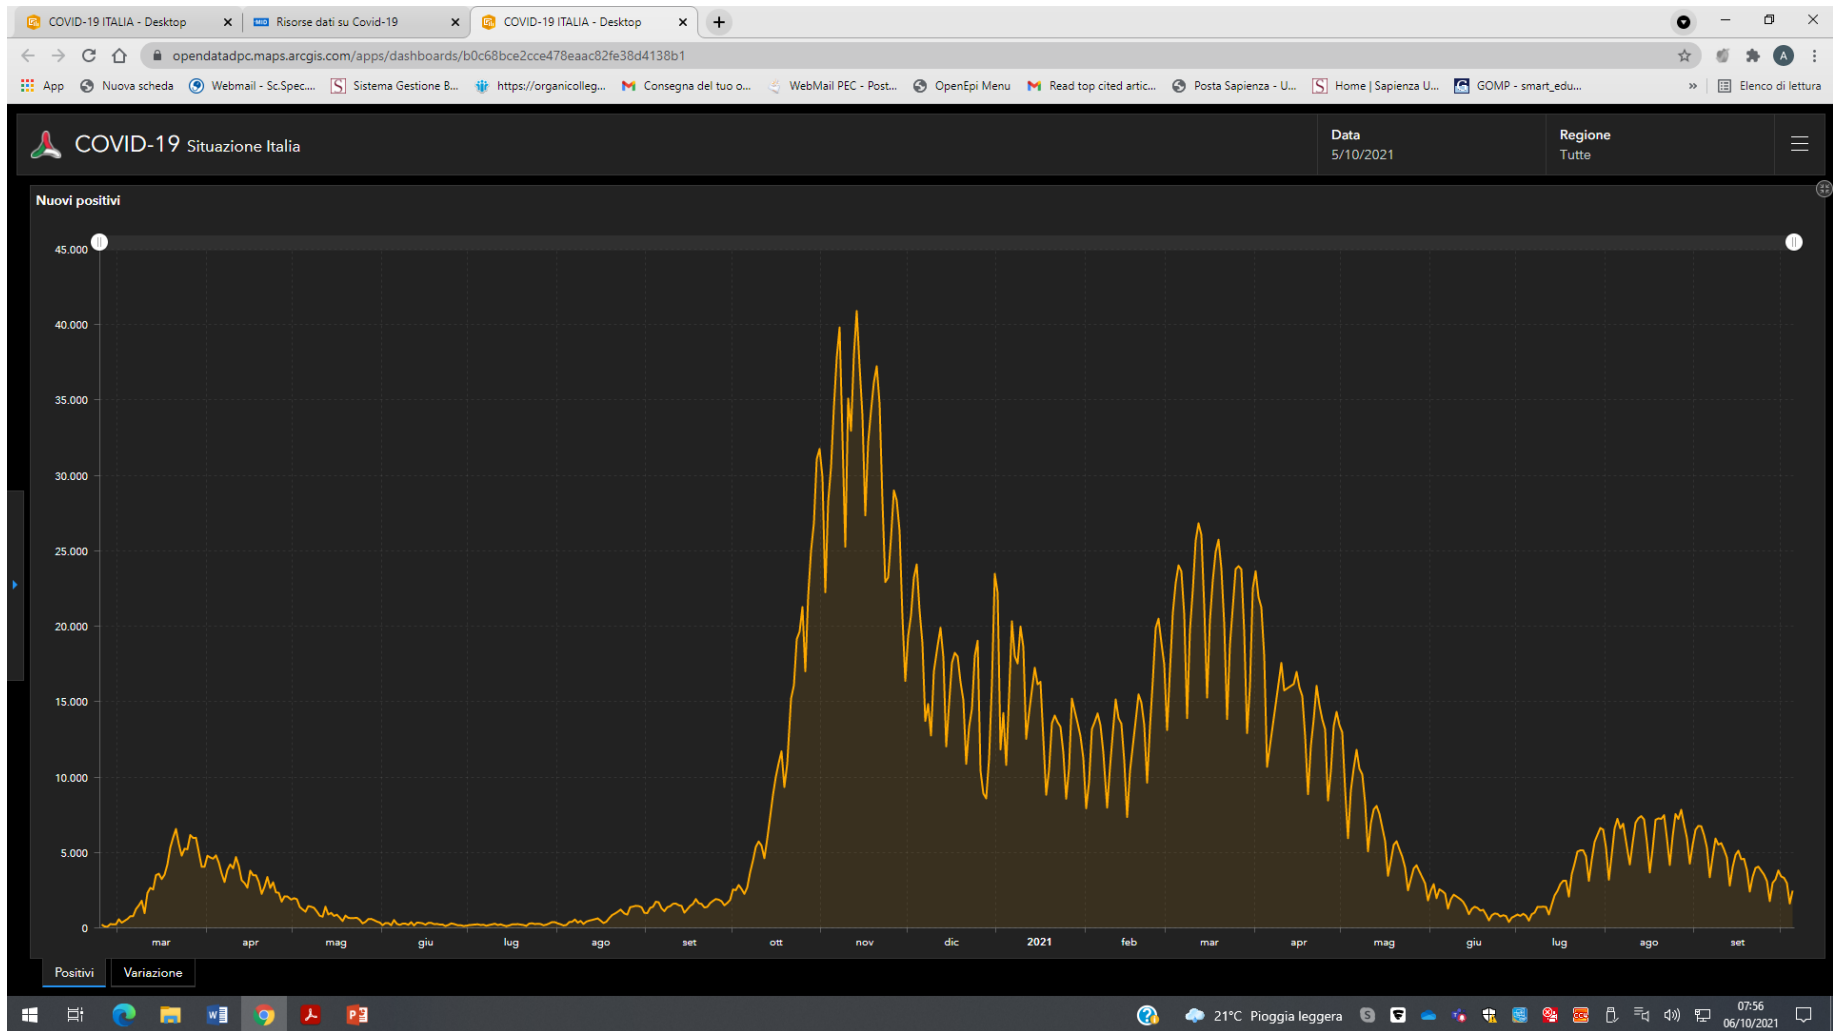 COVID-19 ITALIA - Desktop
Risorse dati su Covid-19
COVID-19 ITALIA - Desktop
opendatadpc.maps.arcgis.com/apps/dashboards/b0c68bce2cce478eaac82fe38d4138b1
A
App
Nuova scheda
Webmail - Sc.Spec....
Sistema Gestione B...
https://organicolleg...
Consegna del tuo o...
WebMail PEC - Post...
OpenEpi Menu
Read top cited artic...
Posta Sapienza - U...
Home | Sapienza U...
GOMP - smart_edu...
»
Elenco di lettura
COVID-19 Situazione Italia
Data
5/10/2021
Regione
Tutte
Nuovi positivi
45.000
40.000
35.000
30.000
25.000
20.000
15.000
10.000
5.000
0
mar apr mag giu lug ago set ott nov dic 2021 feb mar apr mag giu lug ago set
Positivi Variazione
21°C Pioggia leggera
07:56
06/10/2021